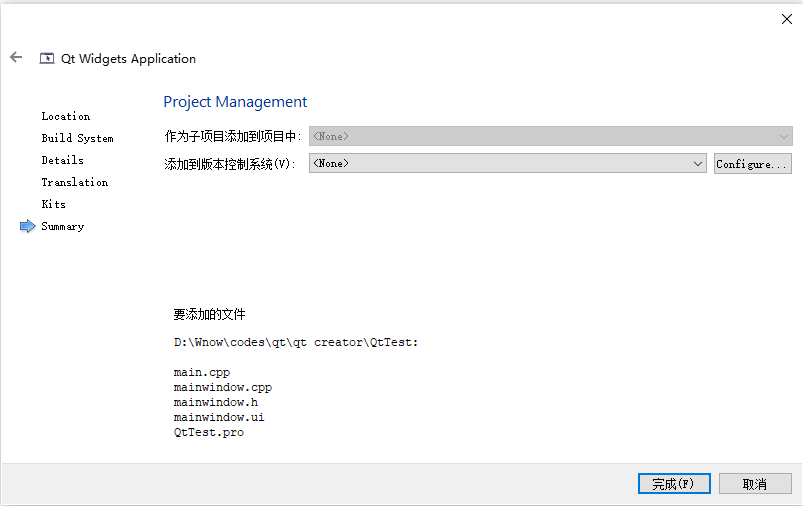 Qt Widgets Application
Location
Build System
Details
Translation
Kits
Summary
Project Management
作为子项目添加到项目中:
<None>
添加到版本控制系统(V):
<None>
Configure...
要添加的文件
D:\Wnow\codes\qt\qt creator\QtTest:
main.cpp
mainwindow.cpp
mainwindow.h
mainwindow.ui
QtTest.pro
完成(F)
取消